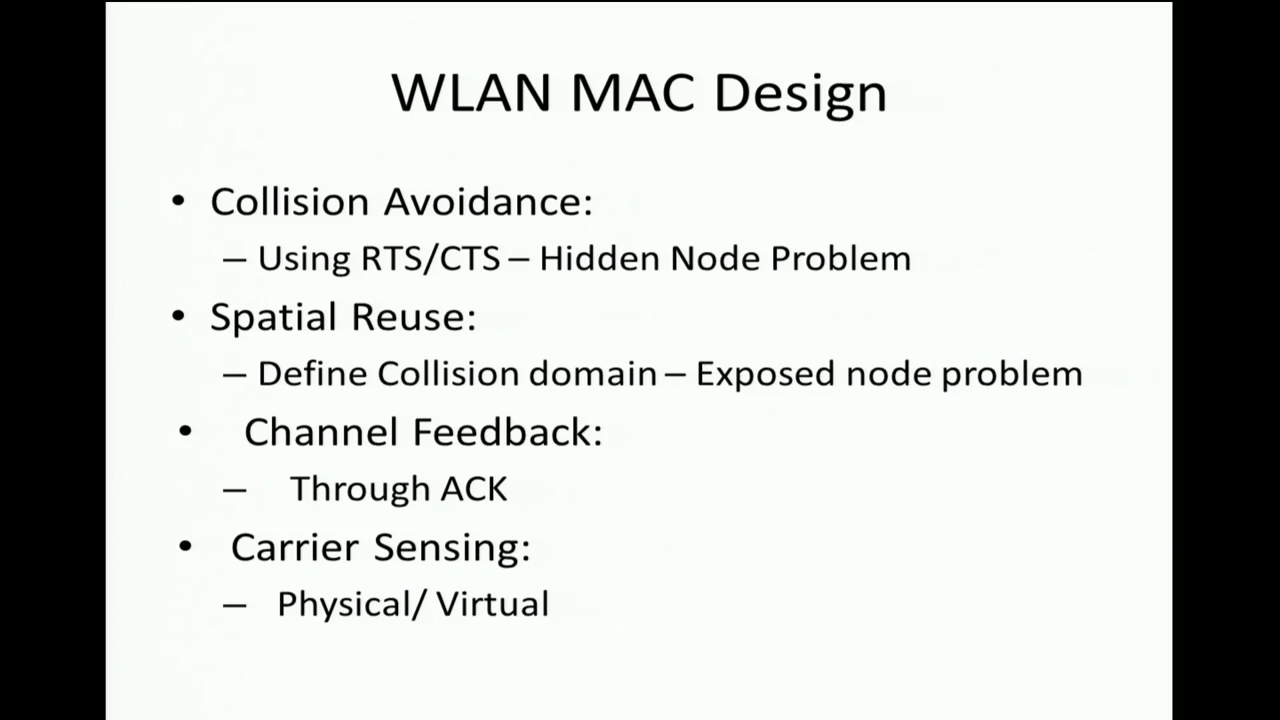 WLAN MAC Design
• Collision Avoidance:
– Using RTS/CTS – Hidden Node Problem
• Spatial Reuse:
– Define Collision domain – Exposed node problem
• Channel Feedback:
– Through ACK
• Carrier Sensing:
– Physical/ Virtual